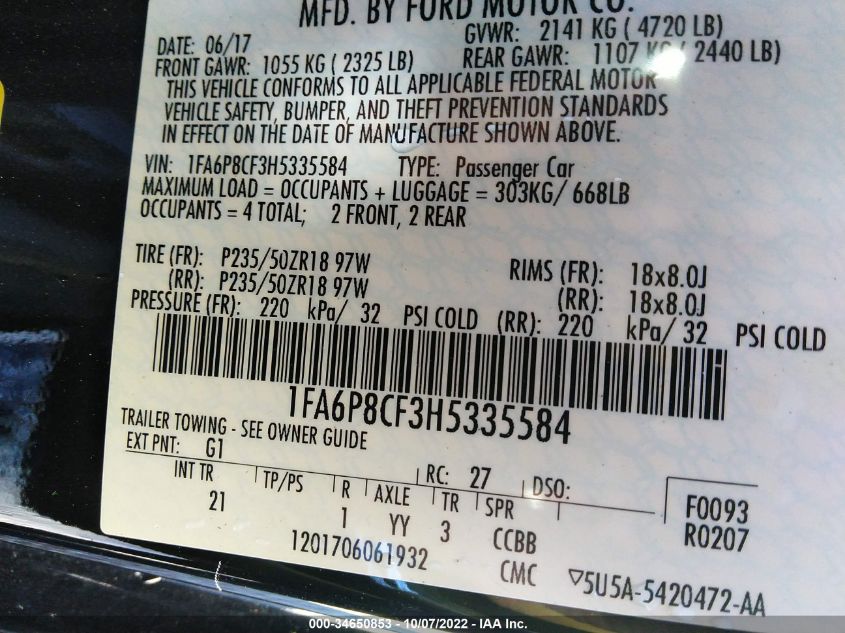 MFD. BY FORD MOTOR CO.
DATE: 06/17
GVWR: 2141 KG ( 4720 LB)
FRONT GAWR: 1055 KG ( 2325 LB)
REAR GAWR: 1107 KG ( 2440 LB)
THIS VEHICLE CONFORMS TO ALL APPLICABLE FEDERAL MOTOR
VEHICLE SAFETY, BUMPER, AND THEFT PREVENTION STANDARDS
IN EFFECT ON THE DATE OF MANUFACTURE SHOWN ABOVE.
VIN: 1FA6P8CF3H5335584 TYPE: Passenger Car
MAXIMUM LOAD = OCCUPANTS + LUGGAGE = 303KG/ 668LB
OCCUPANTS = 4 TOTAL; 2 FRONT, 2 REAR
TIRE (FR): P235/50ZR18 97W RIMS (FR): 18x8.0J
(RR): P235/50ZR18 97W (RR): 18x8.0J
PRESSURE (FR): 220 kPa/ 32 PSI COLD (RR): 220 kPa/ 32 PSI COLD
1FA6P8CF3H5335584
TRAILER TOWING - SEE OWNER GUIDE
EXT PNT: G1 RC: 27 DSO:
INT TR TP/PS R AXLE TR SPR F0093
21 1 YY 3 CCBB R0207
1201706061932 CMC ▽5U5A-5420472-AA
000-34650853 - 10/07/2022 - IAA Inc.